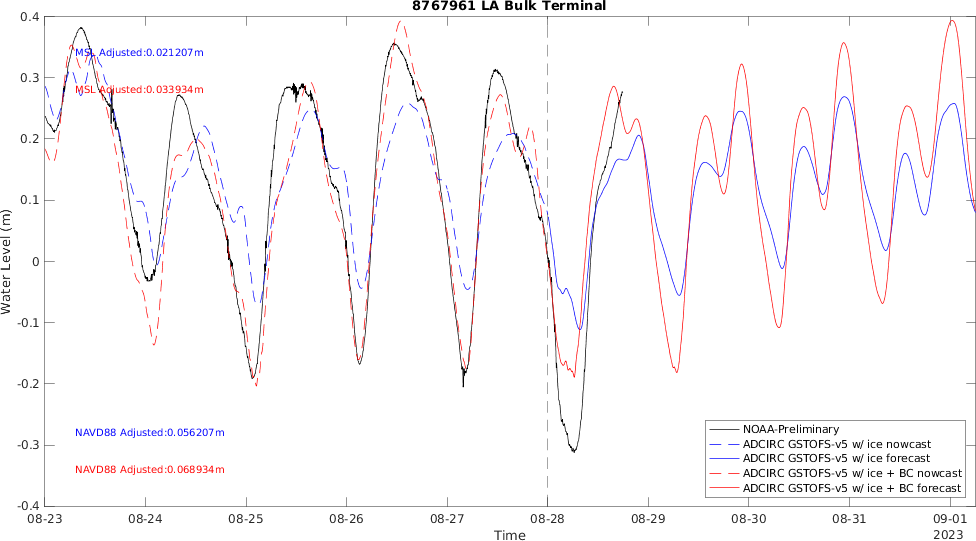 8767961 LA Bulk Terminal
0.4
MSL Adjusted:0.021207m
0.3
MSL Adjusted:0.033934m
0.2
0.1
Water Level (m)
0
-0.1
-0.2
-0.3
-0.4
NAVD88 Adjusted:0.056207m
NAVD88 Adjusted:0.068934m
NOAA-Preliminary
ADCIRC GSTOFS-v5 w/ ice nowcast
ADCIRC GSTOFS-v5 w/ ice forecast
ADCIRC GSTOFS-v5 w/ ice + BC nowcast
ADCIRC GSTOFS-v5 w/ ice + BC forecast
08-23 08-24 08-25 08-26 08-27 08-28 08-29 08-30 08-31 09-01
Time
2023